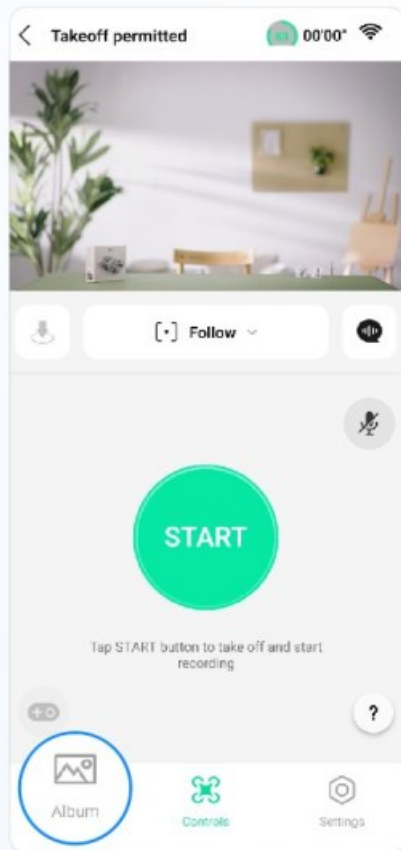 Takeoff permitted
00'00"
Follow
START
Tap START button to take off and start
recording
?
Album
Controls
Settings